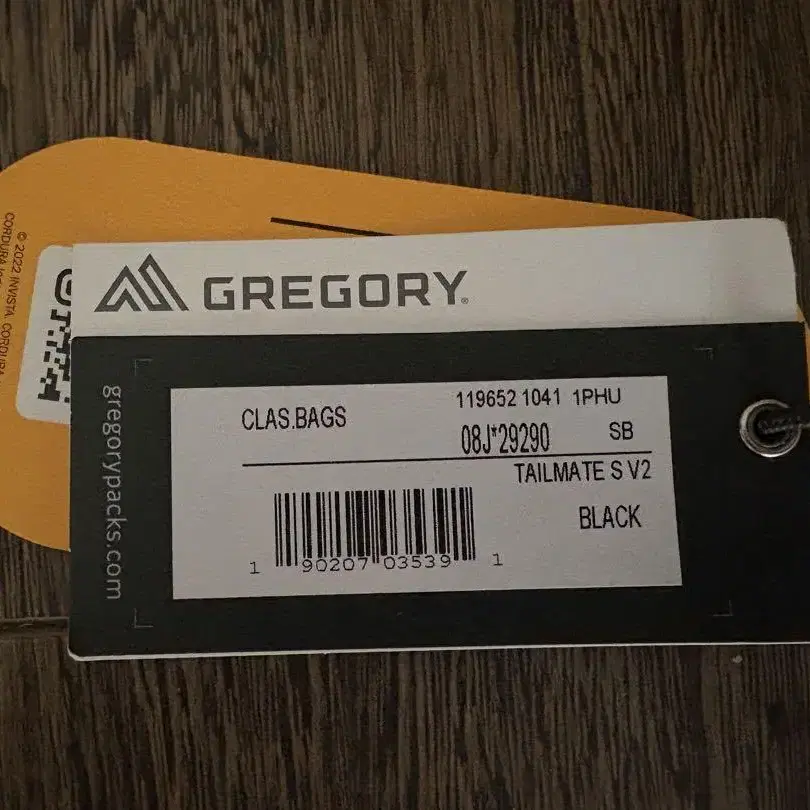 © 2022 INVISTA. CORDURA
GREGORY®
gregorypacks.com
CLAS.BAGS
119652 1041 1PHU
08J*29290 SB
TAILMATE S V2
BLACK
1 90207 03539 1